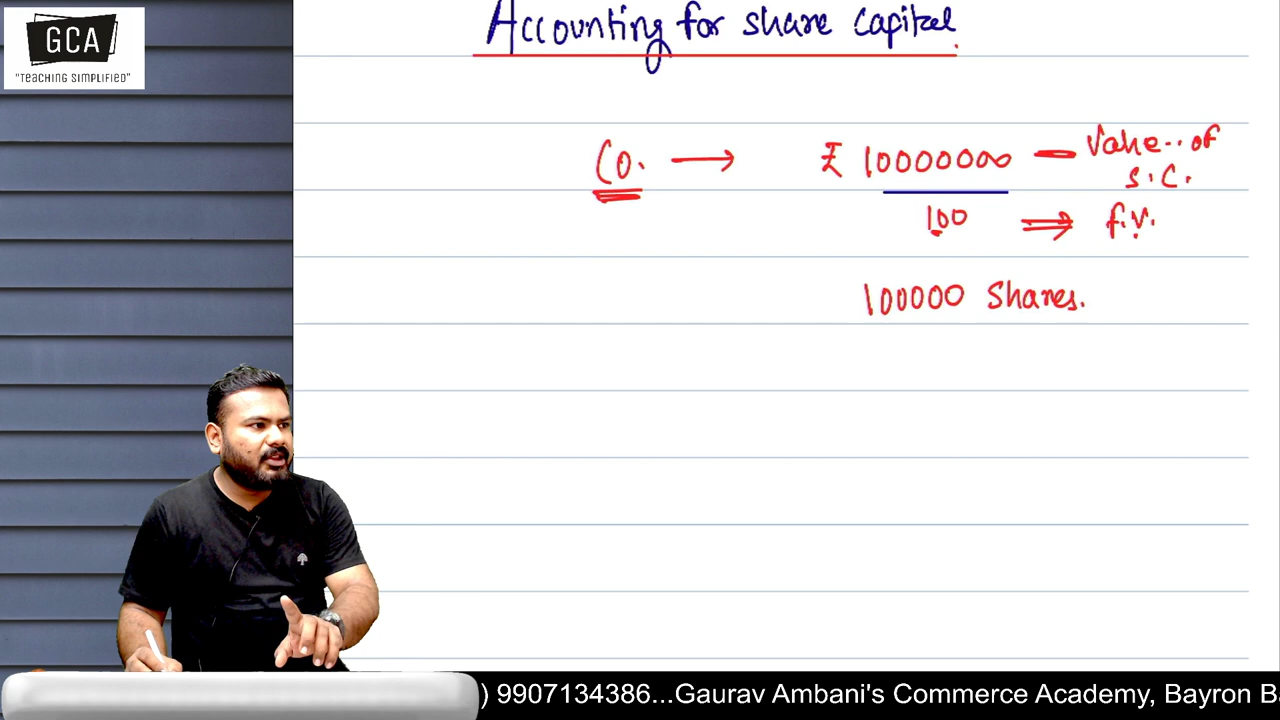 GCA
"TEACHING SIMPLIFIED"
Accounting for share capital
Co. → ₹ 10000000 — Value.. of S.C.
100 ⇒ f.v.
100000 Shares.
) 9907134386...Gaurav Ambani's Commerce Academy, Bayron B